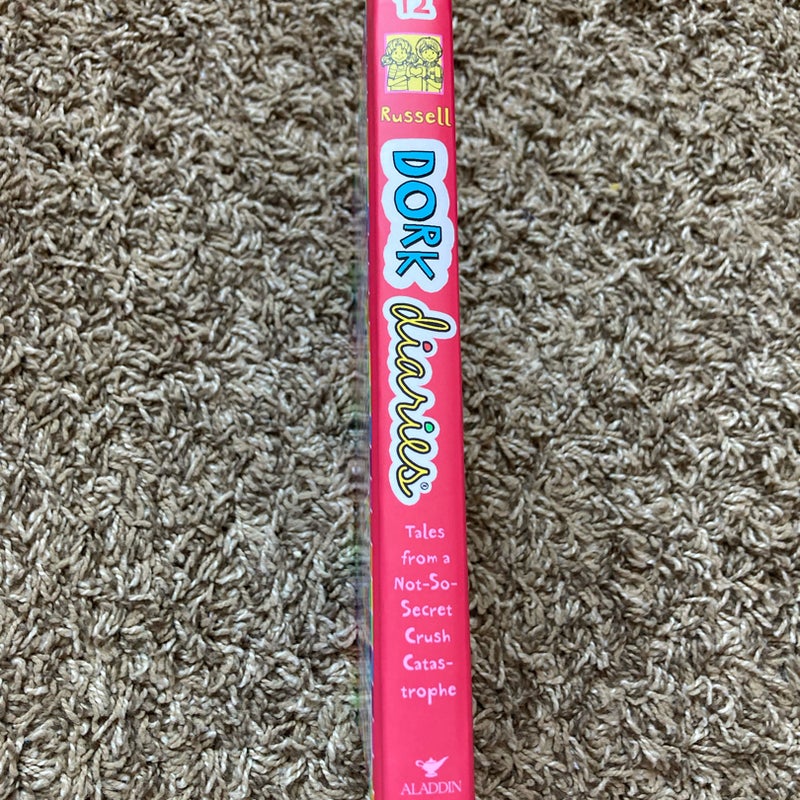 12
Russell
DORK
diaries®
Tales
from a
Not-So-
Secret
Crush
Catas-
trophe
ALADDIN